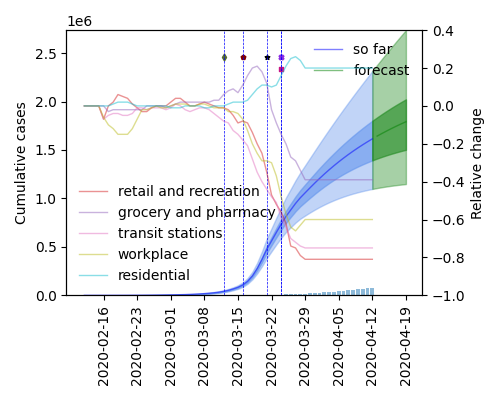 1e6
0.4
2.5
so far
0.2
forecast
2.0
0.0
1.5
-0.2
1.0
-0.4
0.5
-0.6
0.0
-0.8
-1.0
Cumulative cases
Relative change
retail and recreation
grocery and pharmacy
transit stations
workplace
residential
2020-02-16
2020-02-23
2020-03-01
2020-03-08
2020-03-15
2020-03-22
2020-03-29
2020-04-05
2020-04-12
2020-04-19